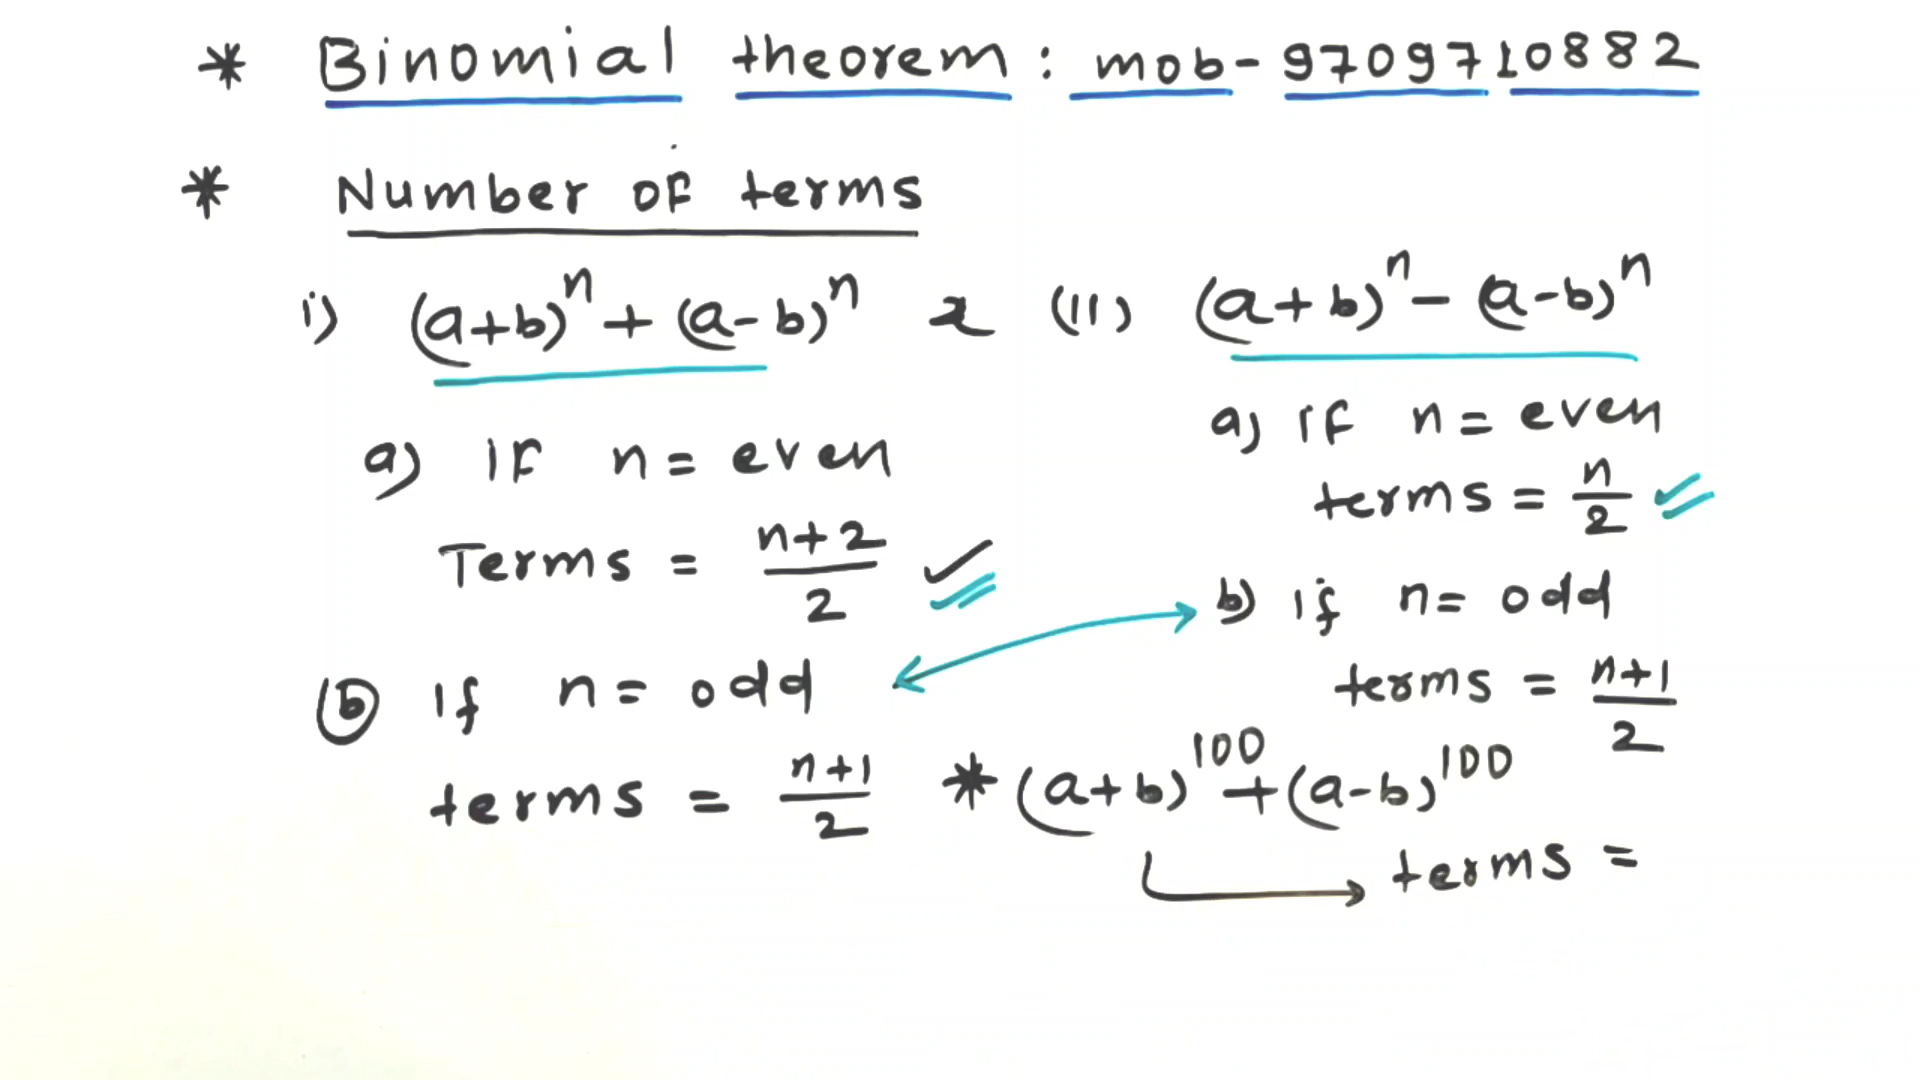 * Binomial theorem : mob-9709710882
* Number of terms
i) (a+b)^n + (a-b)^n & (ii) (a+b)^n - (a-b)^n
a) if n = even
Terms = n+2/2
(b) if n = odd
terms = n+1/2
a) if n = even
terms = n/2
b) if n = odd
terms = n+1/2
* (a+b)^100 + (a-b)^100
terms =